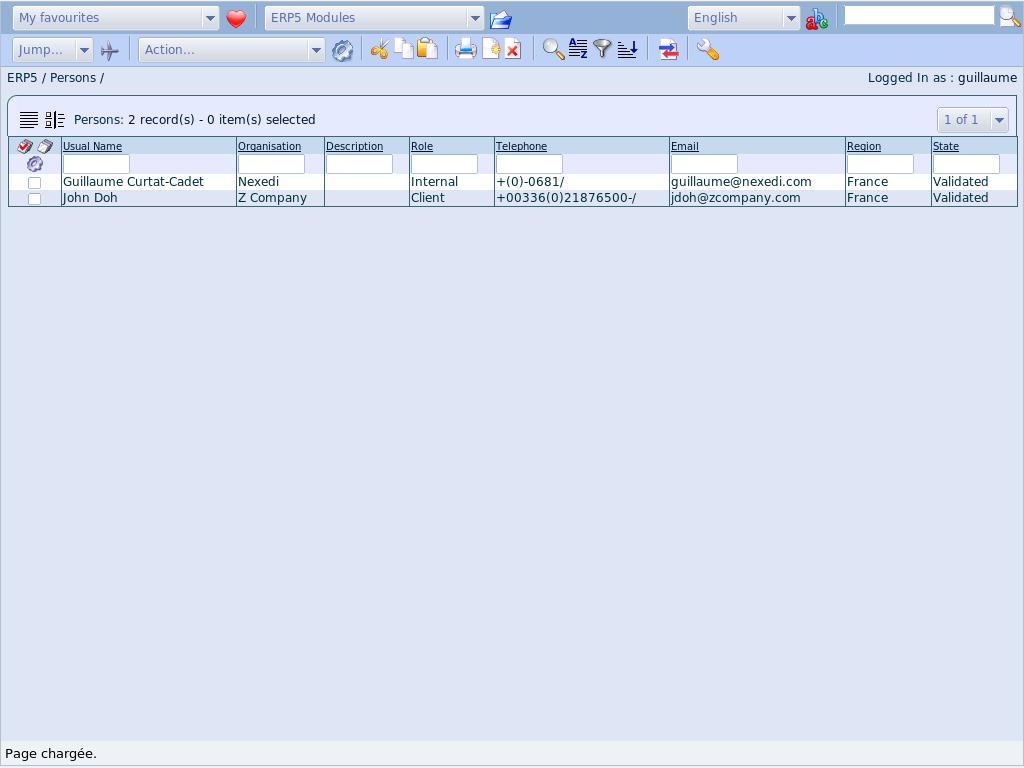 My favourites ERP5 Modules English
Jump... Action...
ERP5 / Persons / Logged In as : guillaume
Persons: 2 record(s) - 0 item(s) selected 1 of 1
Usual Name Organisation Description Role Telephone Email Region State
Guillaume Curtat-Cadet Nexedi Internal +(0)-0681/ guillaume@nexedi.com France Validated
John Doh Z Company Client +00336(0)21876500-/ jdoh@zcompany.com France Validated
Page chargée.